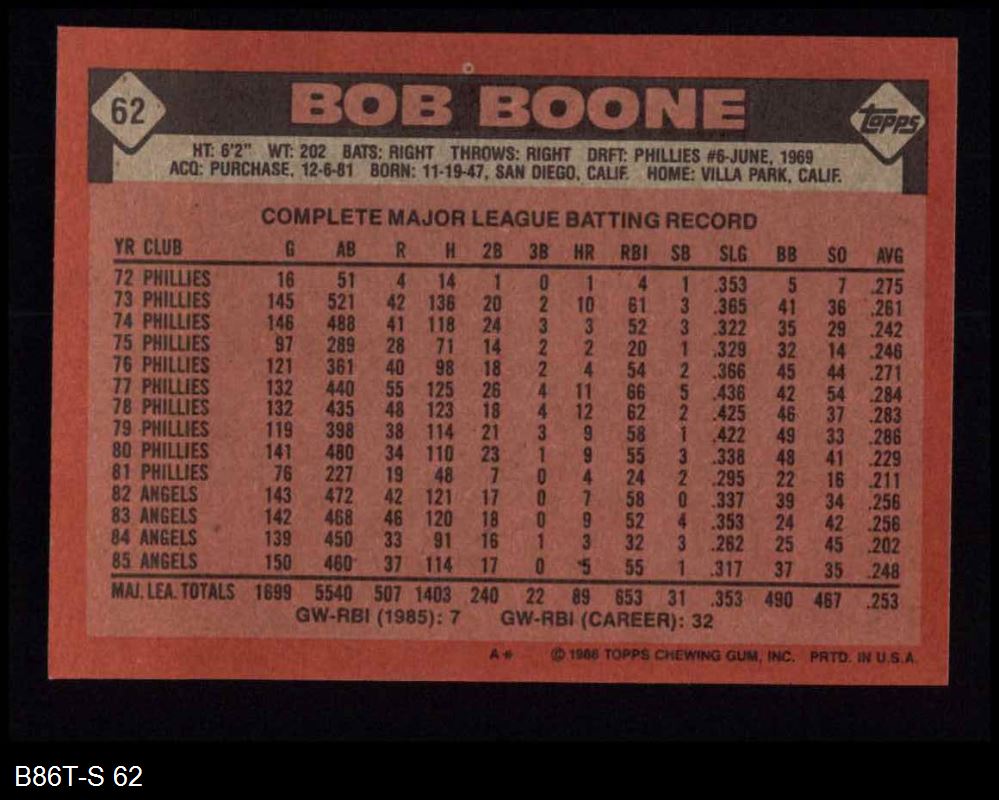 62 BOB BOONE Topps
HT: 6'2" WT: 202 BATS: RIGHT THROWS: RIGHT DRFT: PHILLIES #6-JUNE, 1969
ACQ: PURCHASE, 12-6-81 BORN: 11-19-47, SAN DIEGO, CALIF. HOME: VILLA PARK, CALIF.
COMPLETE MAJOR LEAGUE BATTING RECORD
YR CLUB G AB R H 2B 3B HR RBI SB SLG BB SO AVG
72 PHILLIES 16 51 4 14 1 0 1 4 1 .353 5 7 .275
73 PHILLIES 145 521 42 136 20 2 10 61 3 .365 41 36 .261
74 PHILLIES 146 488 41 118 24 3 3 52 3 .322 35 29 .242
75 PHILLIES 97 289 28 71 14 2 2 20 1 .329 32 14 .246
76 PHILLIES 121 361 40 98 18 2 4 54 2 .366 45 44 .271
77 PHILLIES 132 440 55 125 26 4 11 66 5 .436 42 54 .284
78 PHILLIES 132 435 48 123 18 4 12 62 2 .425 46 37 .283
79 PHILLIES 119 398 38 114 21 3 9 58 1 .422 49 33 .286
80 PHILLIES 141 480 34 110 23 1 9 55 3 .338 48 41 .229
81 PHILLIES 76 227 19 48 7 0 4 24 2 .295 22 16 .211
82 ANGELS 143 472 42 121 17 0 7 58 0 .337 39 34 .256
83 ANGELS 142 468 46 120 18 0 9 52 4 .353 24 42 .256
84 ANGELS 139 450 33 91 16 1 3 32 3 .262 25 45 .202
85 ANGELS 150 460 37 114 17 0 5 55 1 .317 37 35 .248
MAJ. LEA. TOTALS 1699 5540 507 1403 240 22 89 653 31 .353 490 467 .253
GW-RBI (1985): 7 GW-RBI (CAREER): 32
A* © 1986 TOPPS CHEWING GUM, INC. PRTD. IN U.S.A.
B86T-S 62